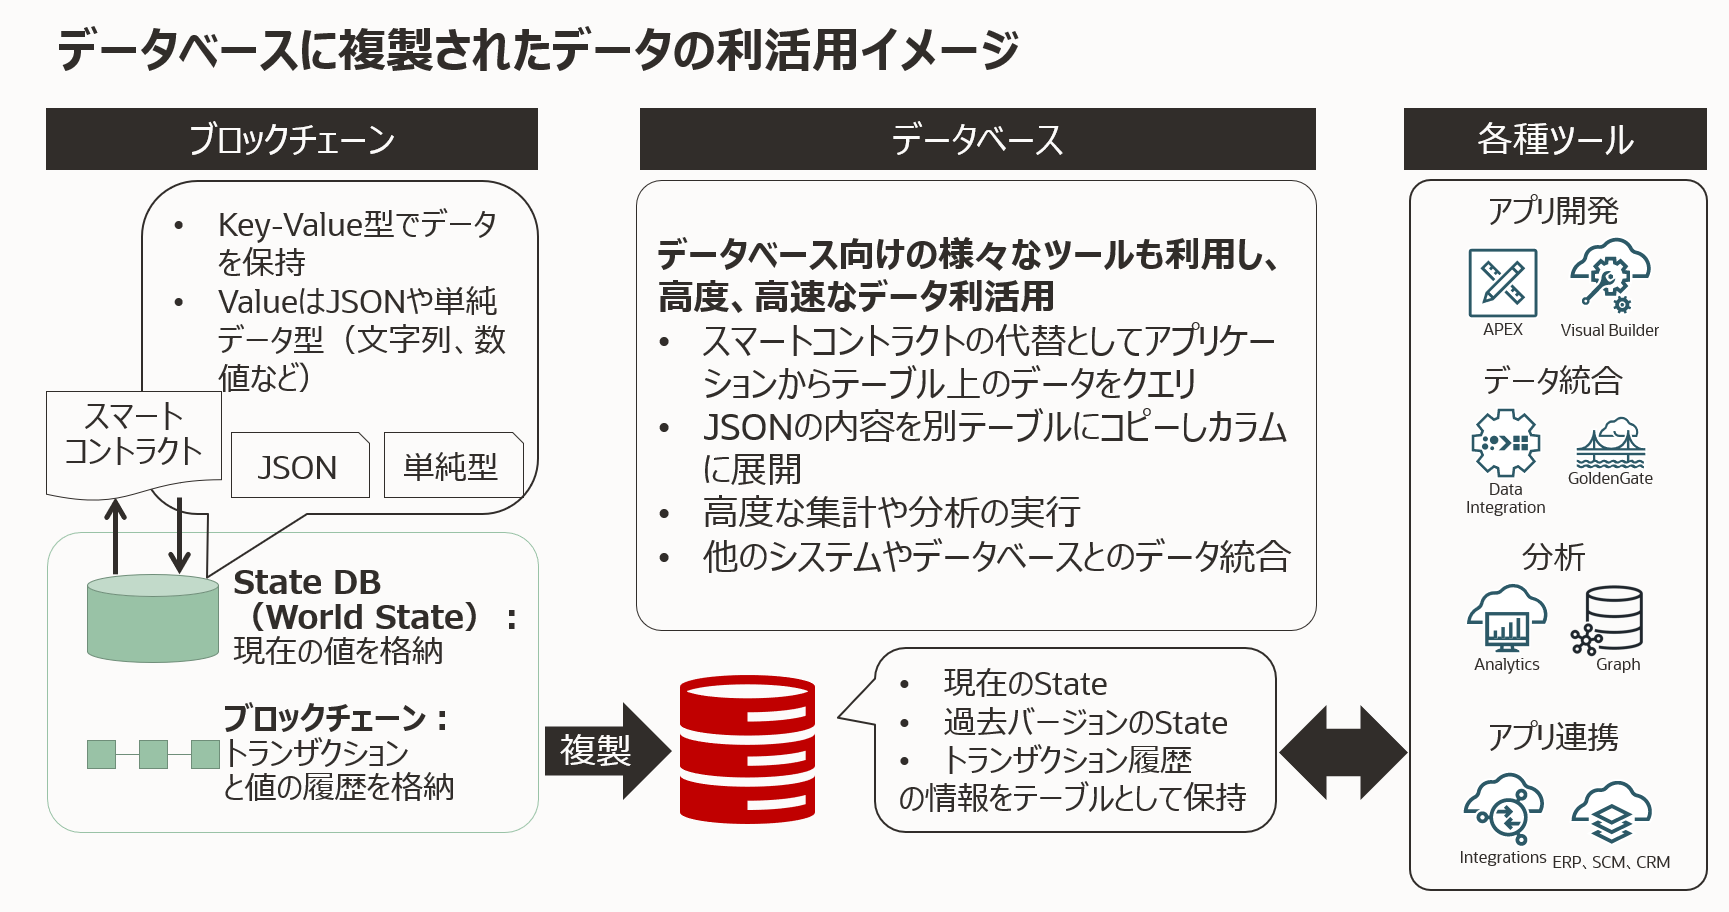 データベースに複製されたデータの利活用イメージ
ブロックチェーン
• Key-Value型でデータ
を保持
• ValueはJSONや単純
データ型（文字列、数
値など）
スマート
コントラクト
JSON
単純型
State DB
（World State）：
現在の値を格納
ブロックチェーン：
トランザクション
と値の履歴を格納
複製
データベース
データベース向けの様々なツールも利用し、
高度、高速なデータ利活用
• スマートコントラクトの代替としてアプリケー
ションからテーブル上のデータをクエリ
• JSONの内容を別テーブルにコピーしカラム
に展開
• 高度な集計や分析の実行
• 他のシステムやデータベースとのデータ統合
• 現在のState
• 過去バージョンのState
• トランザクション履歴
の情報をテーブルとして保持
各種ツール
アプリ開発
APEX
Visual Builder
データ統合
Data
Integration
GoldenGate
分析
Analytics
Graph
アプリ連携
Integrations
ERP、SCM、CRM